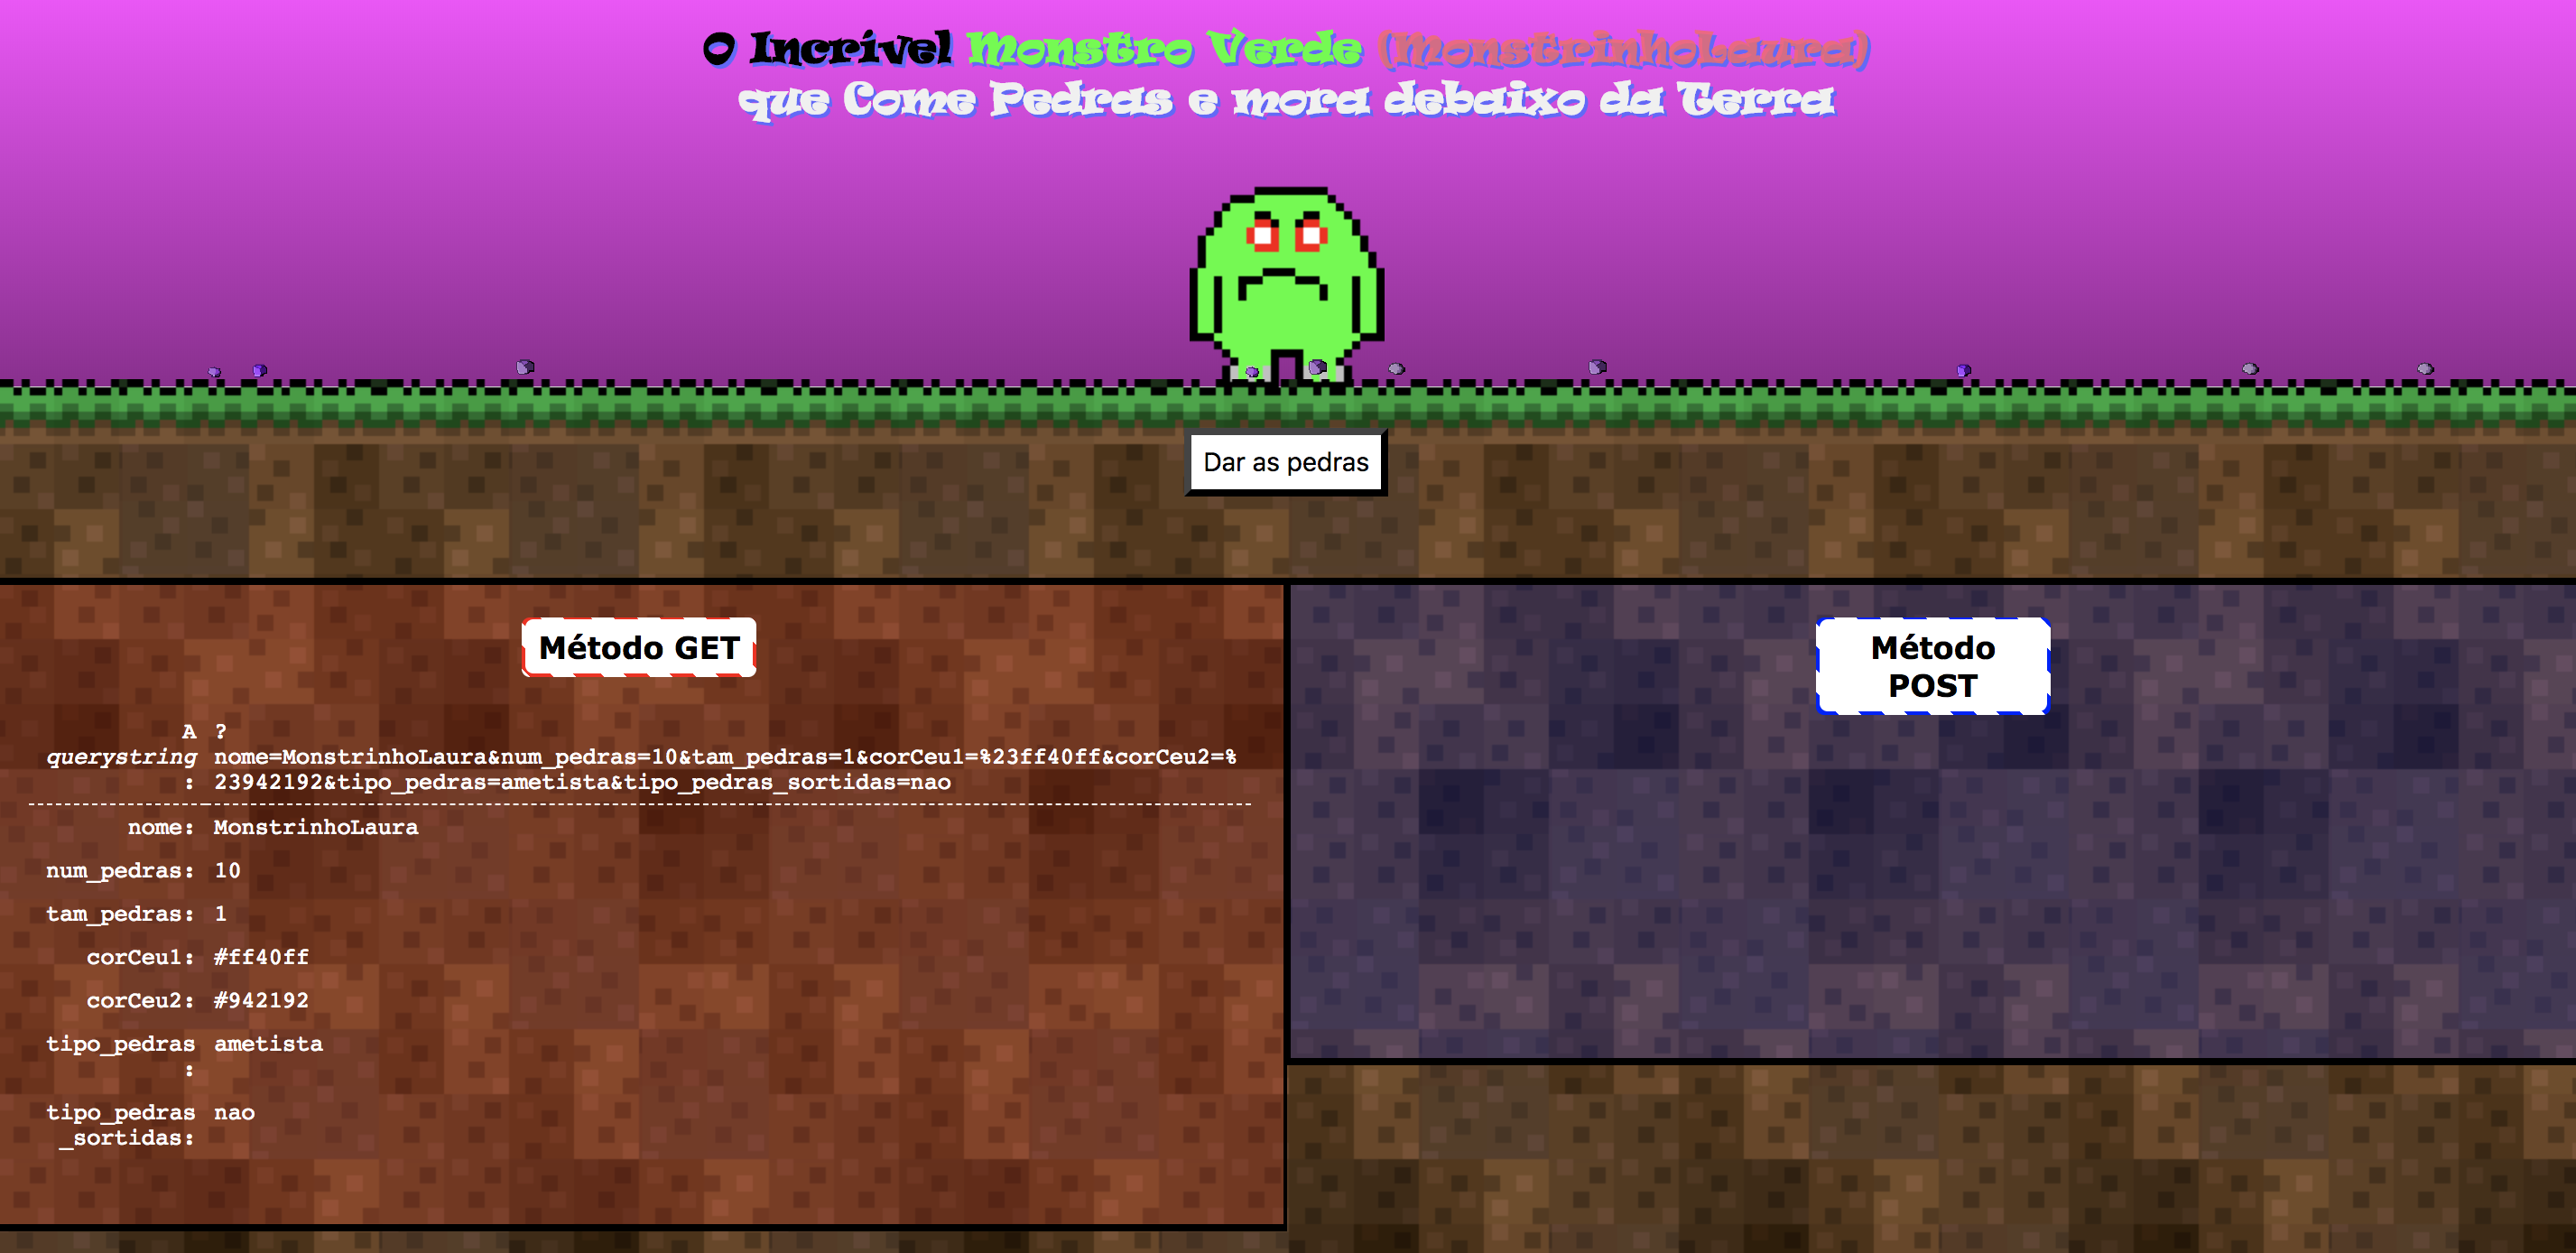 O Incrível Monstro Verde (MonstrinhoLaura)
que Come Pedras e mora debaixo da Terra
Dar as pedras
Método GET
A ?
querystring nome=MonstrinhoLaura&num_pedras=10&tam_pedras=1&corCeu1=%23ff40ff&corCeu2=%
: 23942192&tipo_pedras=ametista&tipo_pedras_sortidas=nao
nome: MonstrinhoLaura
num_pedras: 10
tam_pedras: 1
corCeu1: #ff40ff
corCeu2: #942192
tipo_pedras ametista
:
tipo_pedras nao
_sortidas:
Método
POST